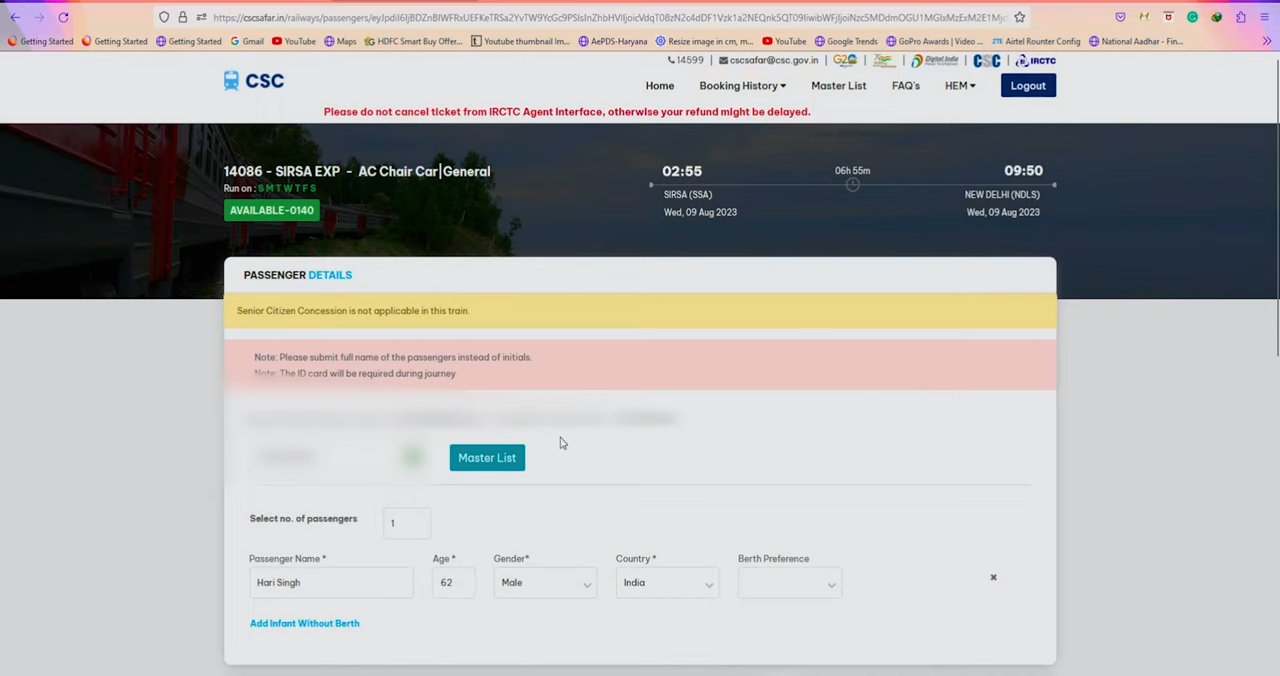 https://cscsafar.in/railways/passengers/
Getting Started Getting Started Getting Started Gmail YouTube Maps HDFC Smart Buy Offer... Youtube thumbnail Im... AePDS-Haryana Resize image in cm, m... YouTube Google Trends GoPro Awards | Video ... Airtel Rounter Config National Aadhar - Fin...
14599 | cscsafar@csc.gov.in | G20 | | Digital India | CSC | IRCTC
CSC
Home Booking History Master List FAQ's HEM Logout
Please do not cancel ticket from IRCTC Agent Interface, otherwise your refund might be delayed.
14086 - SIRSA EXP - AC Chair Car|General
Run on : S M T W T F S
AVAILABLE-0140
02:55 06h 55m 09:50
SIRSA (SSA) NEW DELHI (NDLS)
Wed, 09 Aug 2023 Wed, 09 Aug 2023
PASSENGER DETAILS
Senior Citizen Concession is not applicable in this train.
Note: Please submit full name of the passengers instead of initials.
Note: The ID card will be required during journey
Master List
Select no. of passengers 1
Passenger Name * Age * Gender* Country * Berth Preference
Hari Singh 62 Male India
Add Infant Without Berth